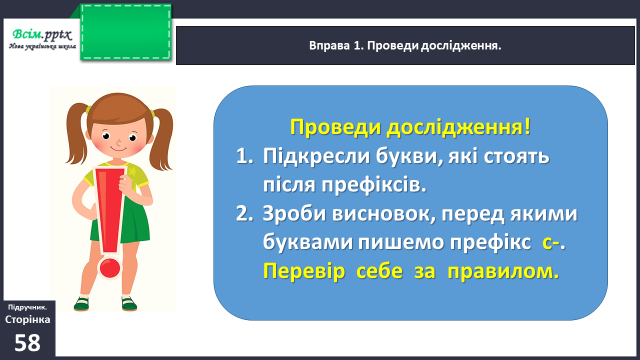 Всім.pptx
Нова українська школа
Вправа 1. Проведи дослідження.
Проведи дослідження!
1. Підкресли букви, які стоять
після префіксів.
2. Зроби висновок, перед якими
буквами пишемо префікс с-.
Перевір себе за правилом.
Підручник.
Сторінка
58